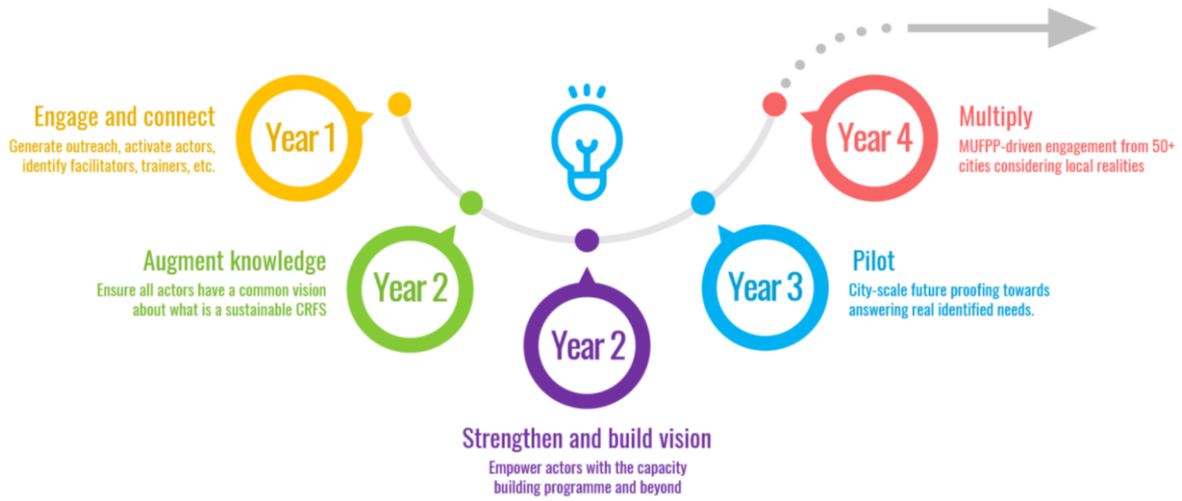 Engage and connect
Generate outreach, activate actors,
identify facilitators, trainers, etc.
Year 1
Augment knowledge
Ensure all actors have a common vision
about what is a sustainable CRFS
Year 2
Year 2
Strengthen and build vision
Empower actors with the capacity
building programme and beyond
Year 3
Pilot
City-scale future proofing towards
answering real identified needs.
Year 4
Multiply
MUFPP-driven engagement from 50+
cities considering local realities